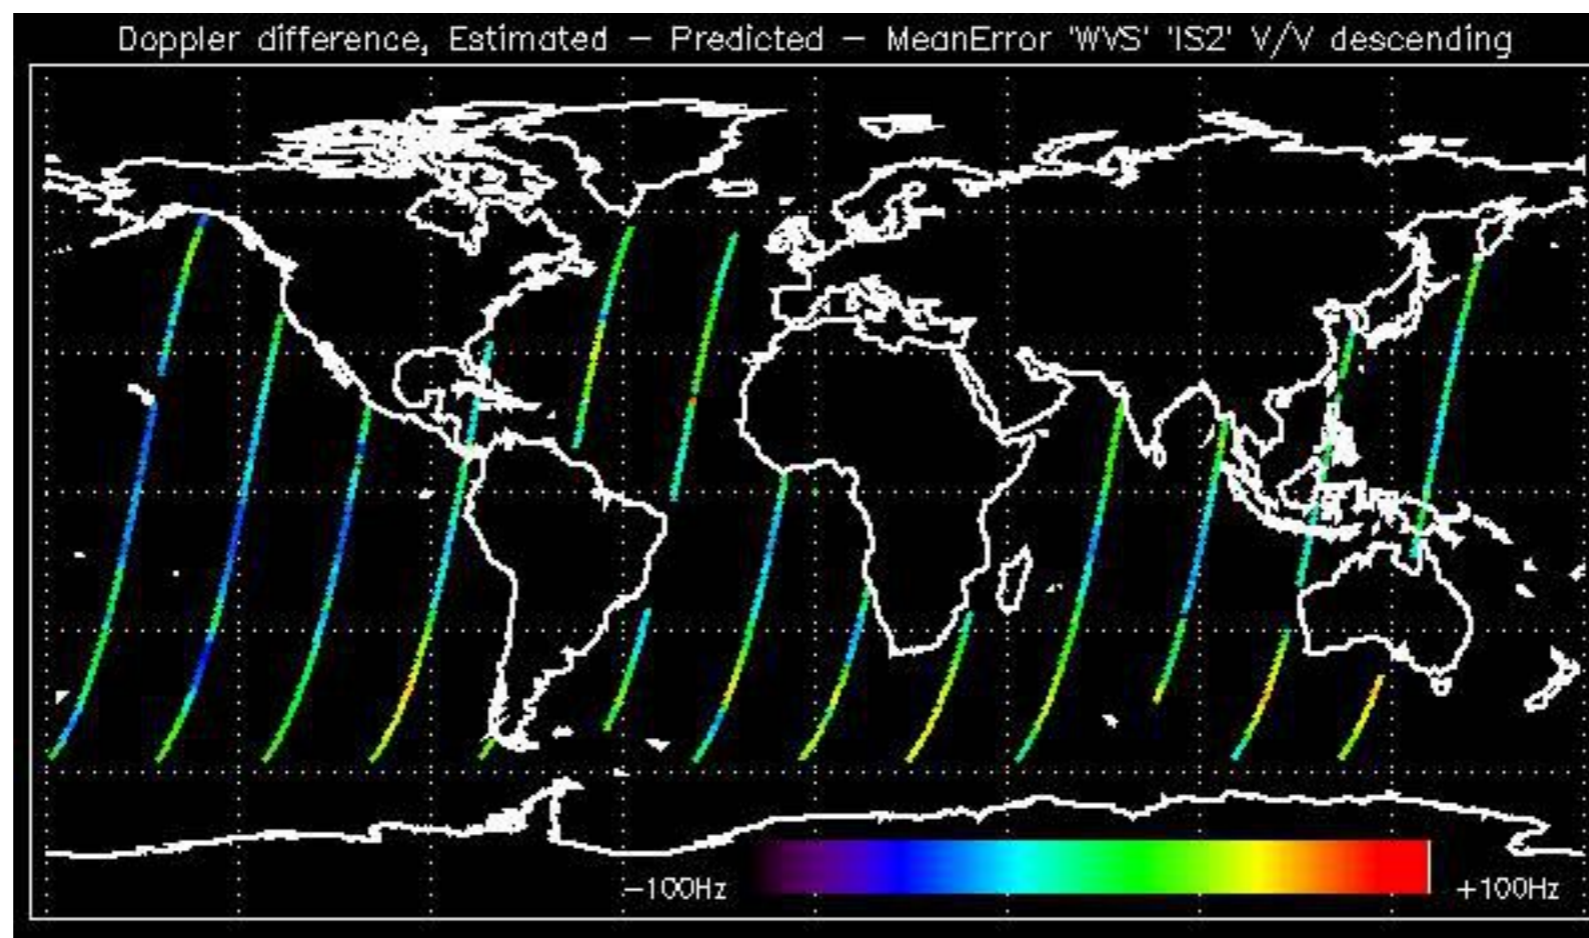 Doppler difference, Estimated – Predicted – MeanError 'WVS' 'IS2' V/V descending
−100Hz
+100Hz